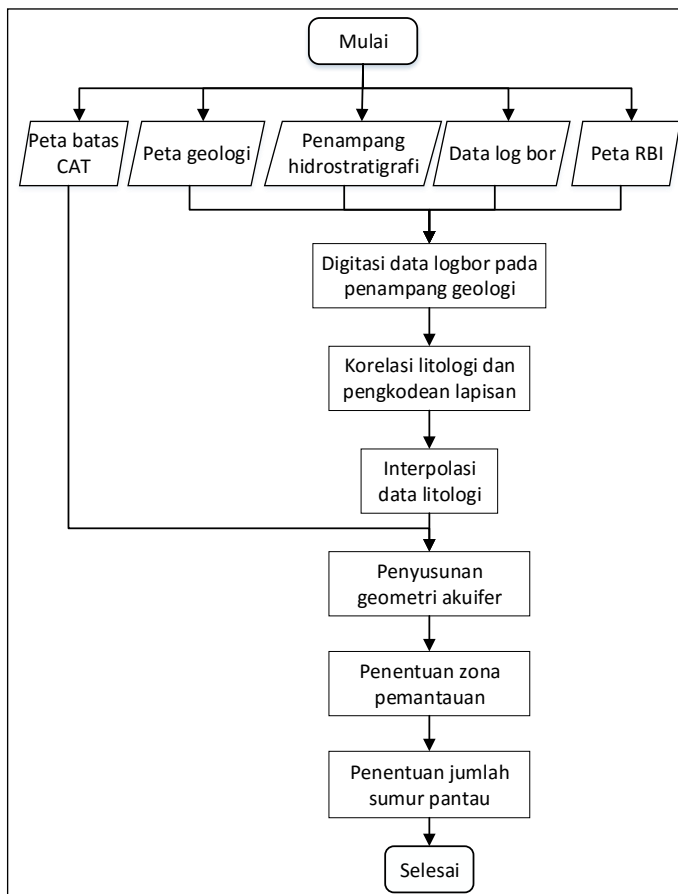 Mulai
Peta batas
CAT
Peta geologi
Penampang
hidrostratigrafi
Data log bor
Peta RBI
Digitasi data logbor pada
penampang geologi
Korelasi litologi dan
pengkodean lapisan
Interpolasi
data litologi
Penyusunan
geometri akuifer
Penentuan zona
pemantauan
Penentuan jumlah
sumur pantau
Selesai